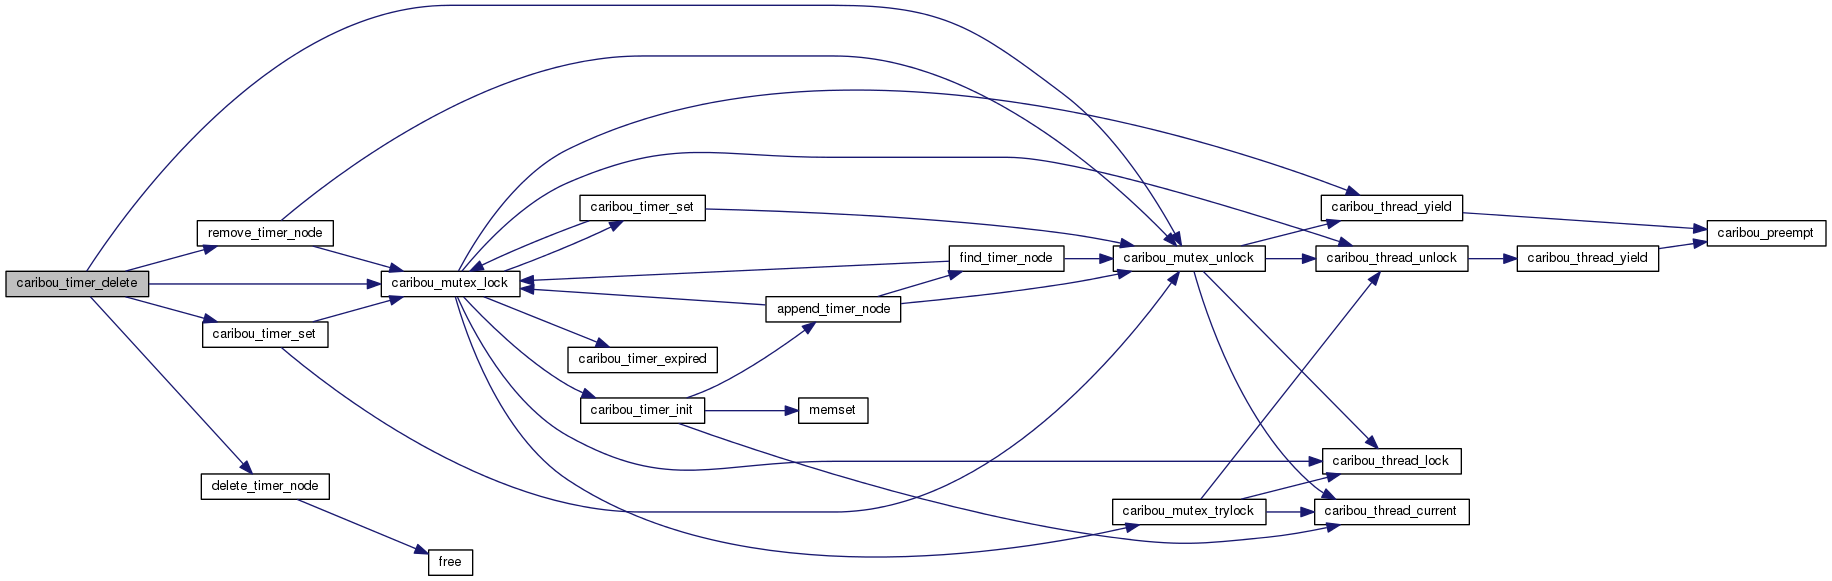 caribou_timer_delete
remove_timer_node
caribou_timer_set
delete_timer_node
caribou_mutex_lock
free
caribou_timer_set
caribou_timer_expired
caribou_timer_init
append_timer_node
memset
find_timer_node
caribou_mutex_unlock
caribou_mutex_trylock
caribou_thread_yield
caribou_thread_unlock
caribou_thread_lock
caribou_thread_current
caribou_thread_yield
caribou_preempt